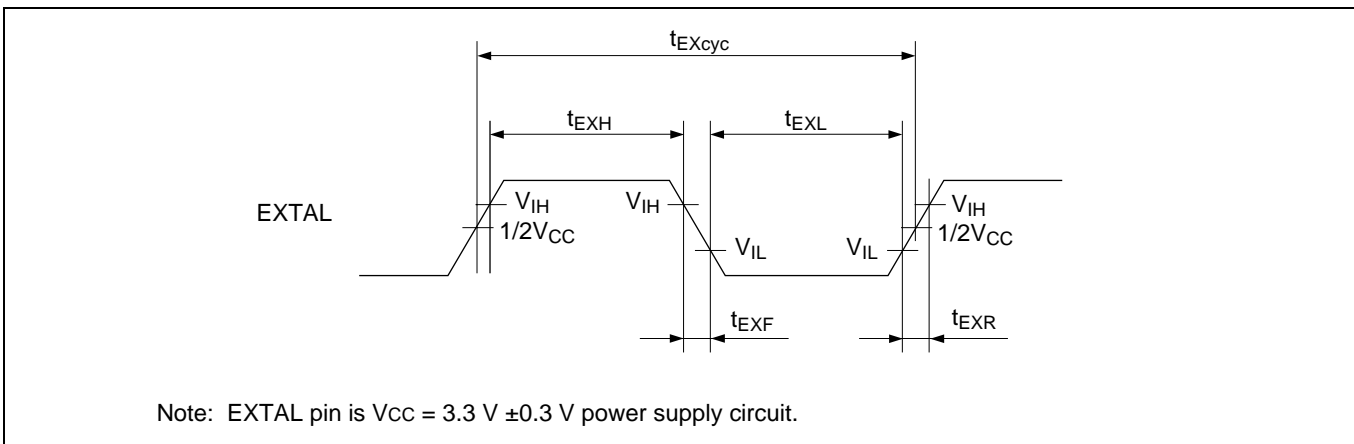 tEXcyc
tEXH tEXL
EXTAL VIH VIH VIH
1/2VCC 1/2VCC
VIL VIL
tEXF tEXR
Note: EXTAL pin is VCC = 3.3 V ±0.3 V power supply circuit.